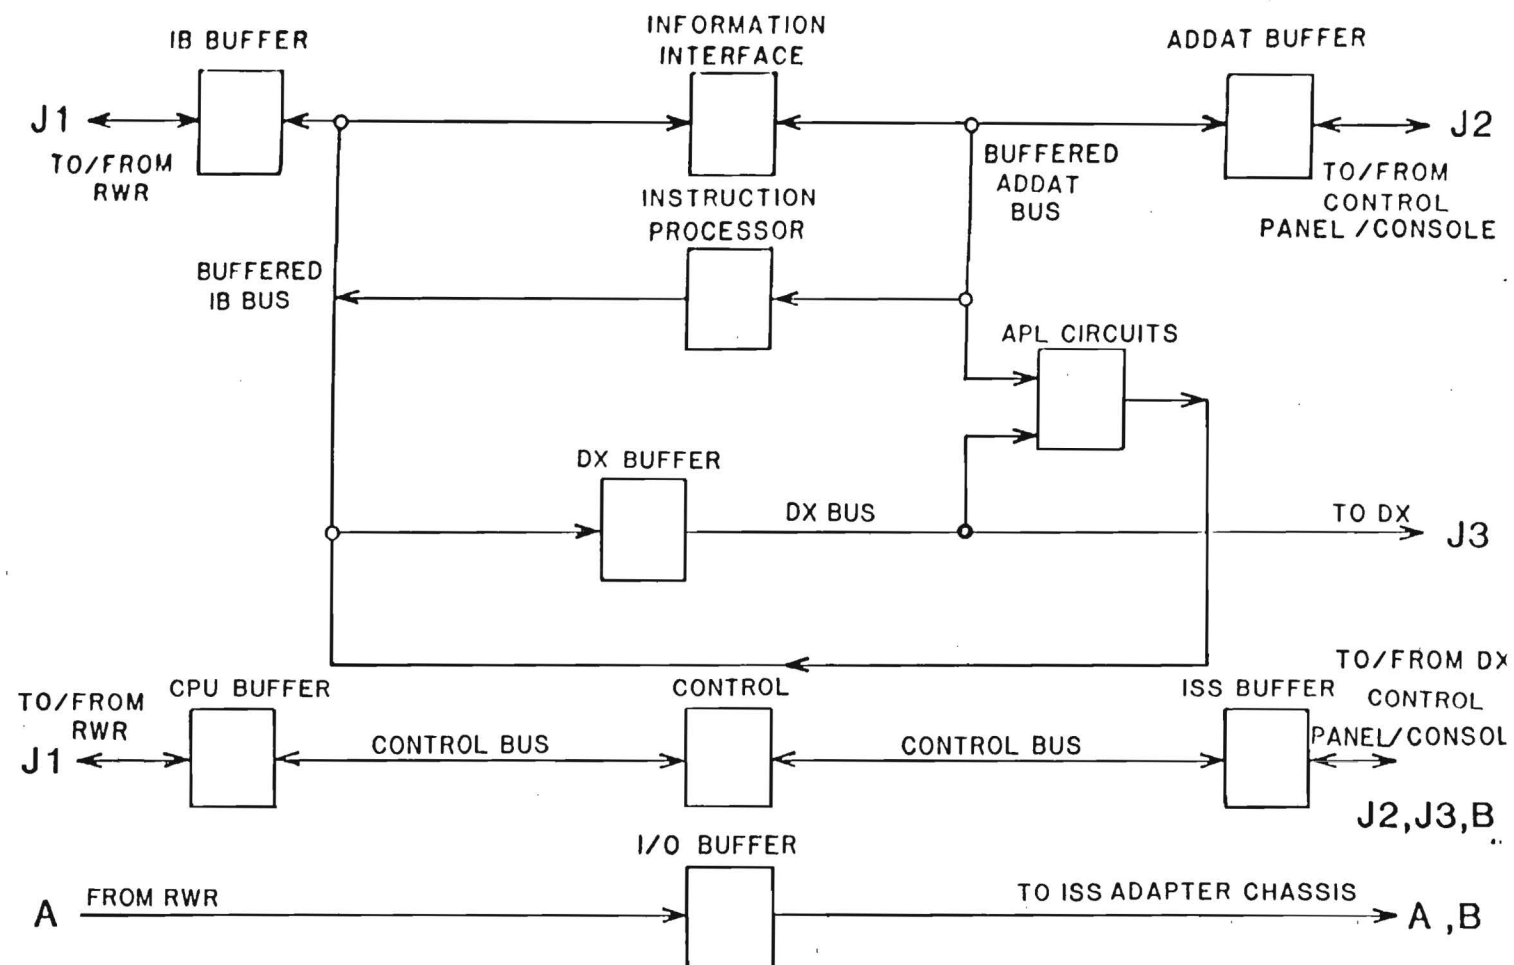 IB BUFFER
INFORMATION
INTERFACE
ADDAT BUFFER
J1
TO/FROM
RWR
J2
BUFFERED
ADDAT
BUS
TO/FROM
CONTROL
PANEL /CONSOLE
INSTRUCTION
PROCESSOR
BUFFERED
IB BUS
APL CIRCUITS
DX BUFFER
DX BUS
TO DX
J3
TO/FROM
RWR
J1
CPU BUFFER
CONTROL BUS
CONTROL
CONTROL BUS
ISS BUFFER
TO/FROM DX
CONTROL
PANEL/CONSOL
J2,J3,B
I/O BUFFER
A
FROM RWR
TO ISS ADAPTER CHASSIS
A ,B